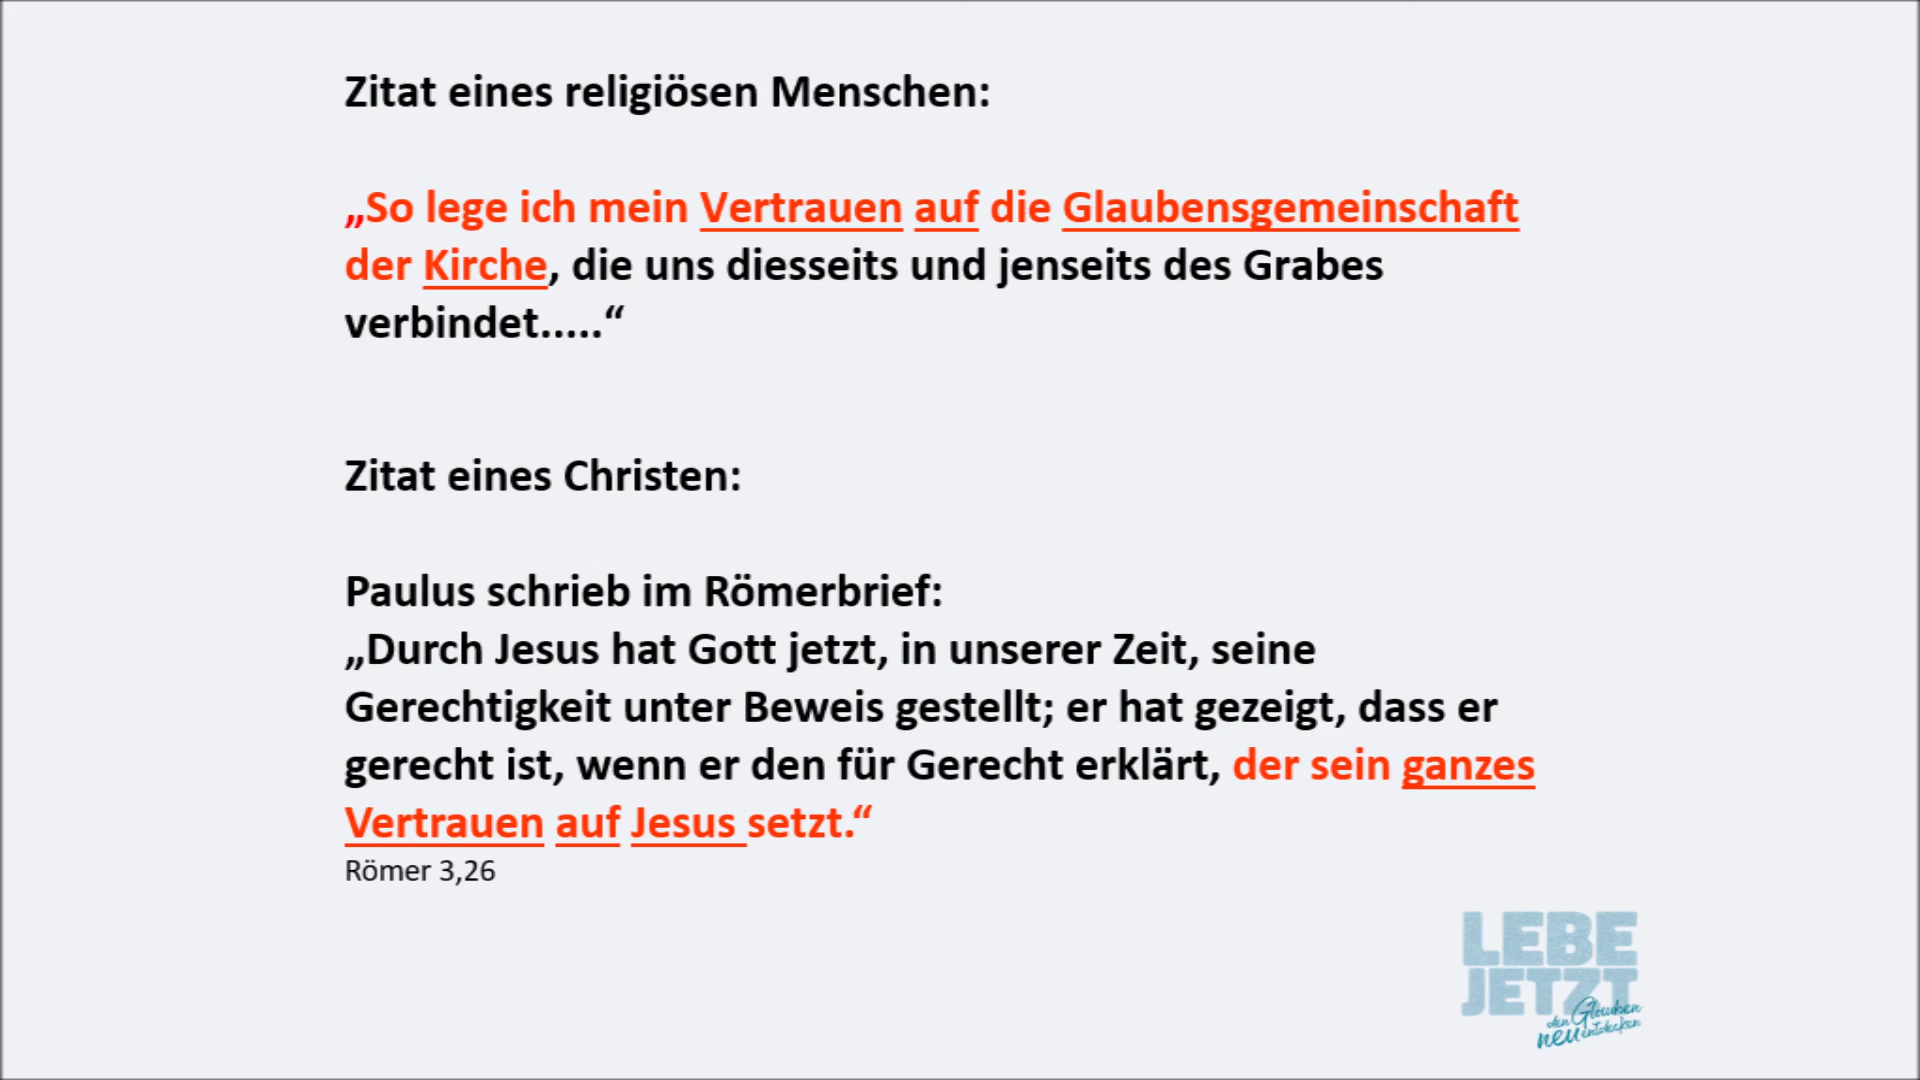 Zitat eines religiösen Menschen:
„So lege ich mein Vertrauen auf die Glaubensgemeinschaft
der Kirche, die uns diesseits und jenseits des Grabes
verbindet.....“
Zitat eines Christen:
Paulus schrieb im Römerbrief:
„Durch Jesus hat Gott jetzt, in unserer Zeit, seine
Gerechtigkeit unter Beweis gestellt; er hat gezeigt, dass er
gerecht ist, wenn er den für Gerecht erklärt, der sein ganzes
Vertrauen auf Jesus setzt.“
Römer 3,26
LEBE
JETZT
den Glauben
neu entdecken